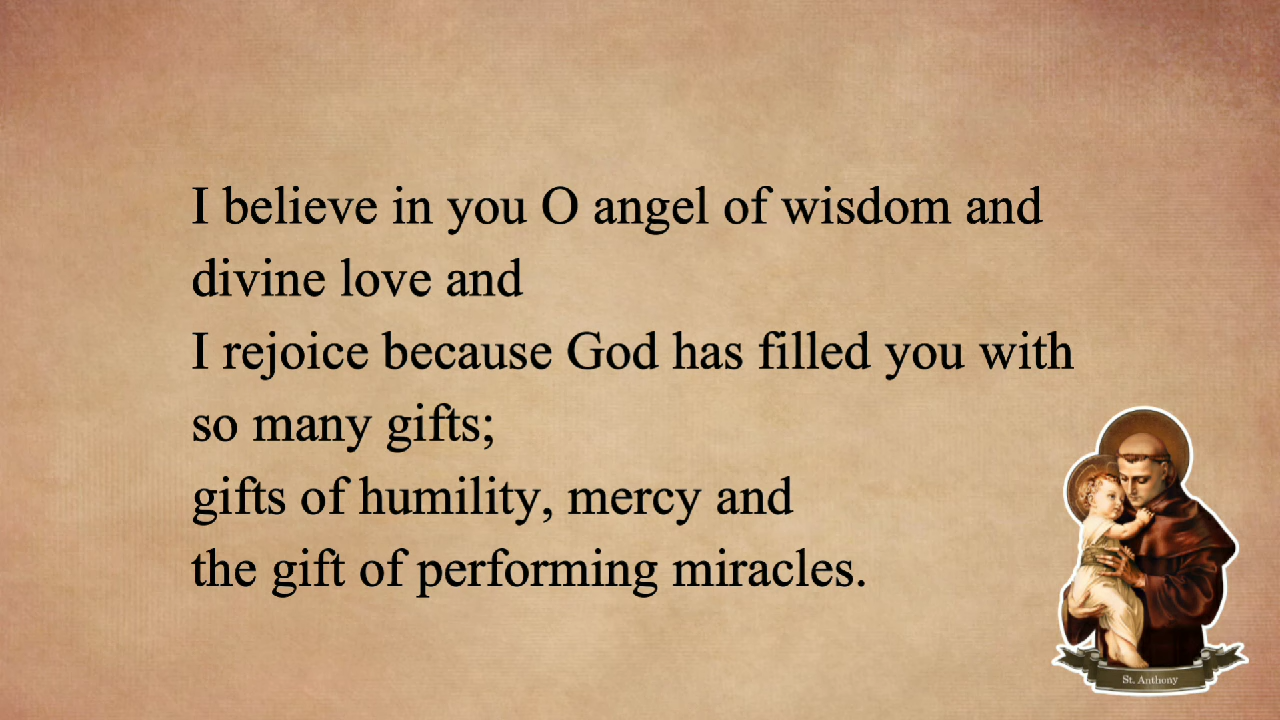 I believe in you O angel of wisdom and
divine love and
I rejoice because God has filled you with
so many gifts;
gifts of humility, mercy and
the gift of performing miracles.
St. Anthony